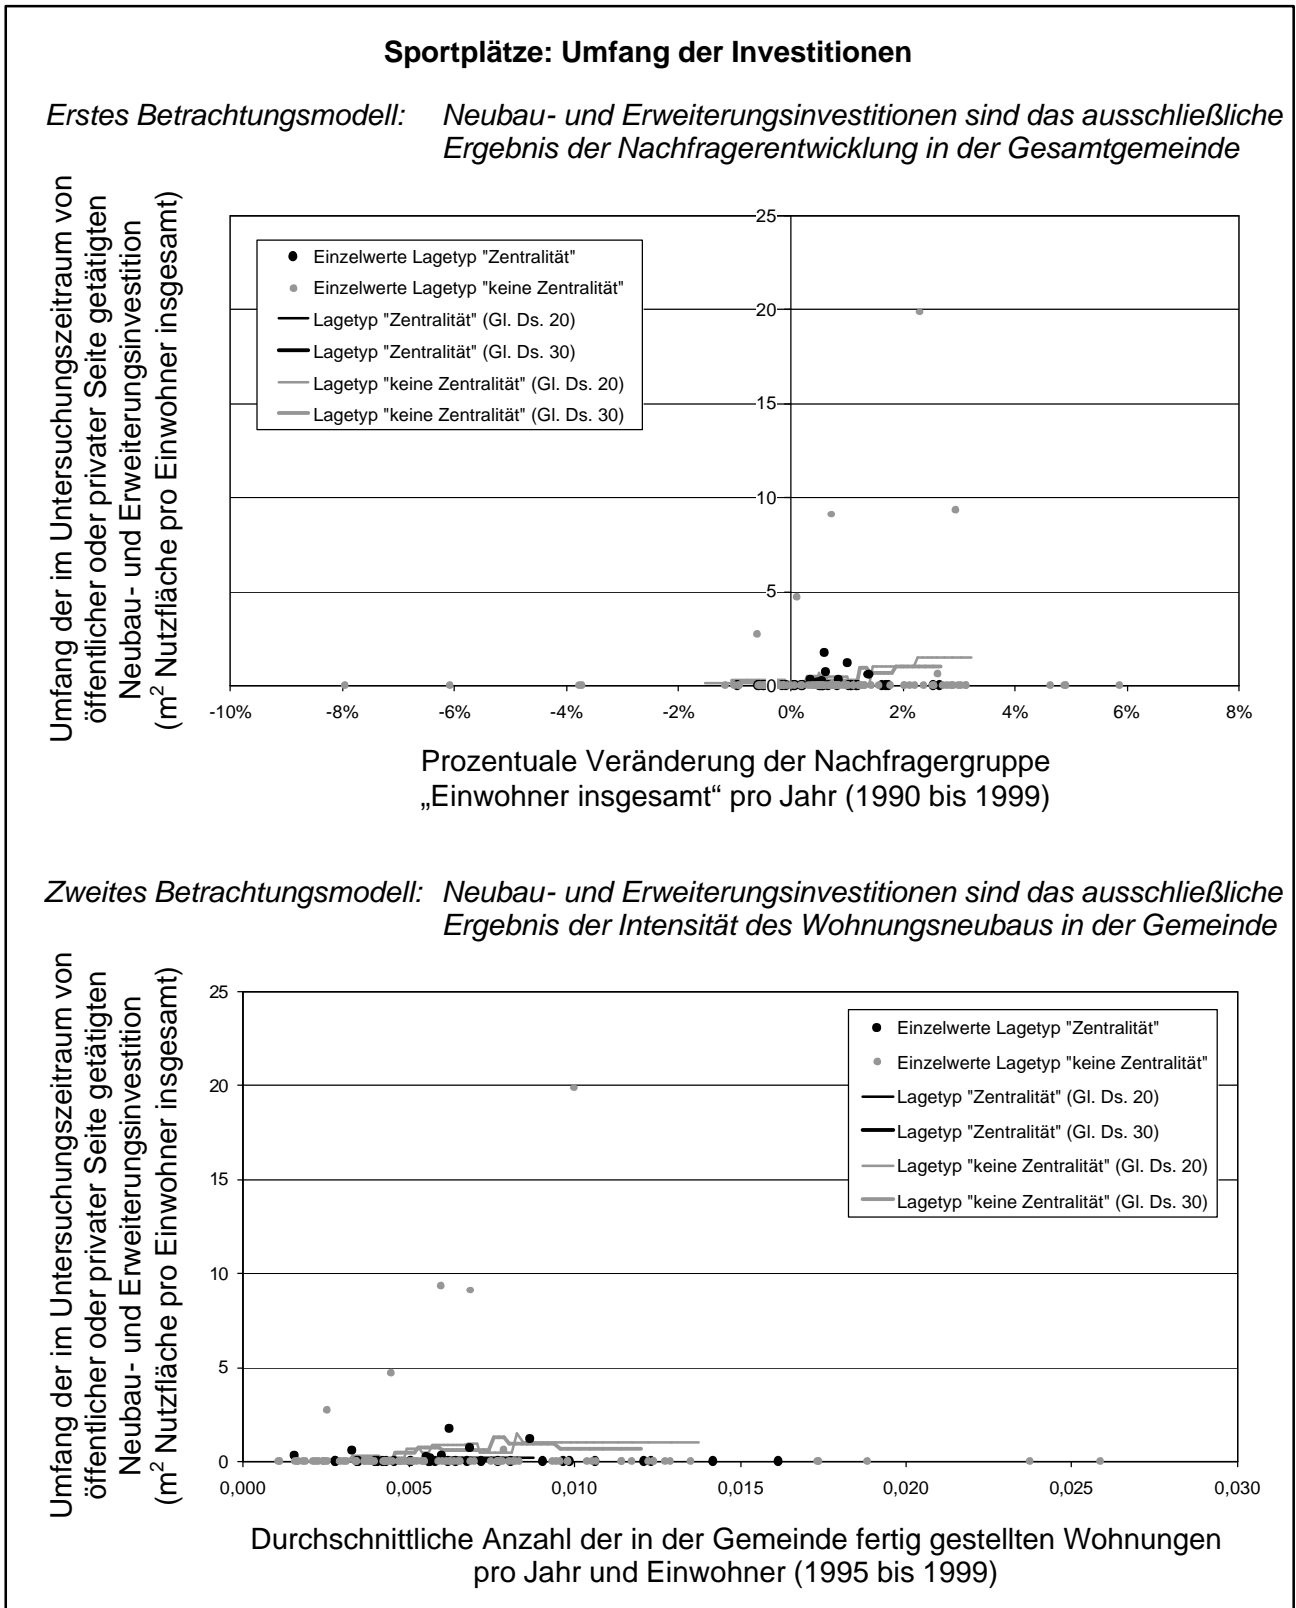 Sportplätze: Umfang der Investitionen
Erstes Betrachtungsmodell: Neubau- und Erweiterungsinvestitionen sind das ausschließliche
Ergebnis der Nachfragerentwicklung in der Gesamtgemeinde
Umfang der im Untersuchungszeitraum von
öffentlicher oder privater Seite getätigten
Neubau- und Erweiterungsinvestition
(m² Nutzfläche pro Einwohner insgesamt)
25
20
15
10
5
0
Einzelwerte Lagetyp "Zentralität"
Einzelwerte Lagetyp "keine Zentralität"
Lagetyp "Zentralität" (Gl. Ds. 20)
Lagetyp "Zentralität" (Gl. Ds. 30)
Lagetyp "keine Zentralität" (Gl. Ds. 20)
Lagetyp "keine Zentralität" (Gl. Ds. 30)
-10% -8% -6% -4% -2% 0% 2% 4% 6% 8%
Prozentuale Veränderung der Nachfragergruppe
„Einwohner insgesamt“ pro Jahr (1990 bis 1999)
Zweites Betrachtungsmodell: Neubau- und Erweiterungsinvestitionen sind das ausschließliche
Ergebnis der Intensität des Wohnungsneubaus in der Gemeinde
Umfang der im Untersuchungszeitraum von
öffentlicher oder privater Seite getätigten
Neubau- und Erweiterungsinvestition
(m² Nutzfläche pro Einwohner insgesamt)
25
20
15
10
5
0
Einzelwerte Lagetyp "Zentralität"
Einzelwerte Lagetyp "keine Zentralität"
Lagetyp "Zentralität" (Gl. Ds. 20)
Lagetyp "Zentralität" (Gl. Ds. 30)
Lagetyp "keine Zentralität" (Gl. Ds. 20)
Lagetyp "keine Zentralität" (Gl. Ds. 30)
0,000 0,005 0,010 0,015 0,020 0,025 0,030
Durchschnittliche Anzahl der in der Gemeinde fertig gestellten Wohnungen
pro Jahr und Einwohner (1995 bis 1999)